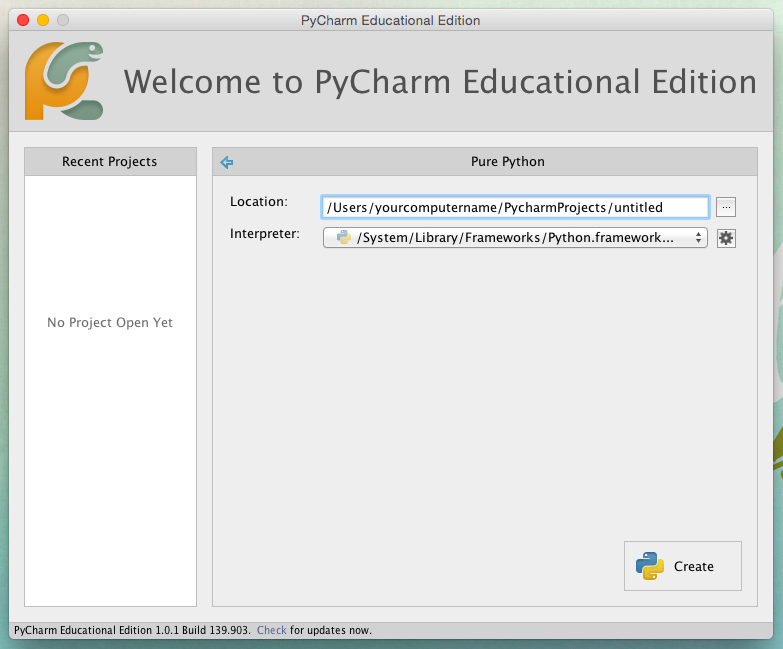 PyCharm Educational Edition
PC
Welcome to PyCharm Educational Edition
Recent Projects
No Project Open Yet
Pure Python
Location:
/Users/yourcomputername/PycharmProjects/untitled
...
Interpreter:
/System/Library/Frameworks/Python.framework...
Create
PyCharm Educational Edition 1.0.1 Build 139.903. Check for updates now.